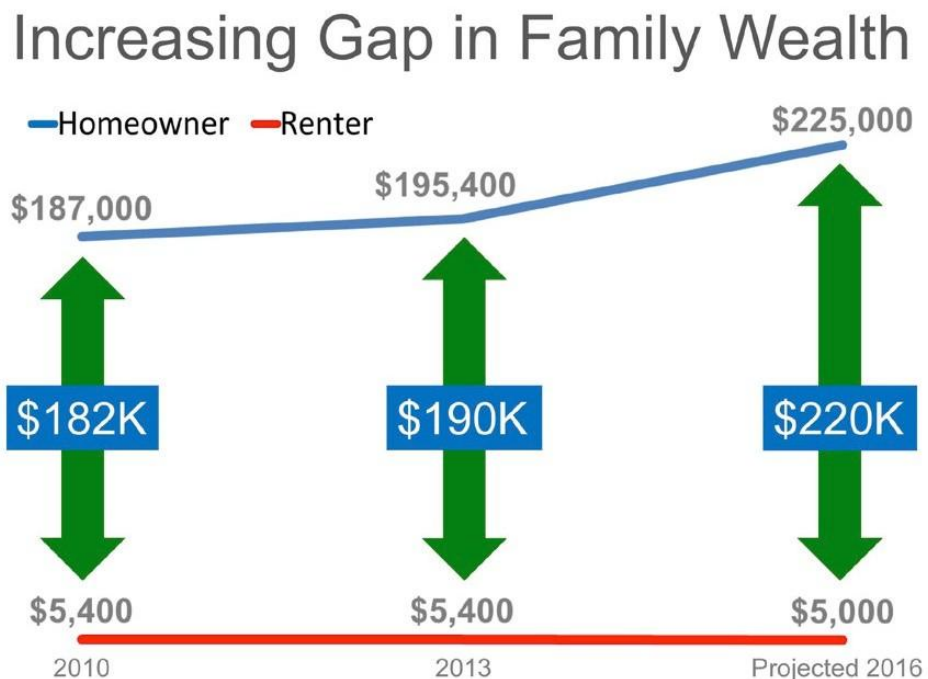 Increasing Gap in Family Wealth
Homeowner Renter
$225,000
$195,400
$187,000
$182K $190K $220K
$5,400 $5,400 $5,000
2010 2013 Projected 2016